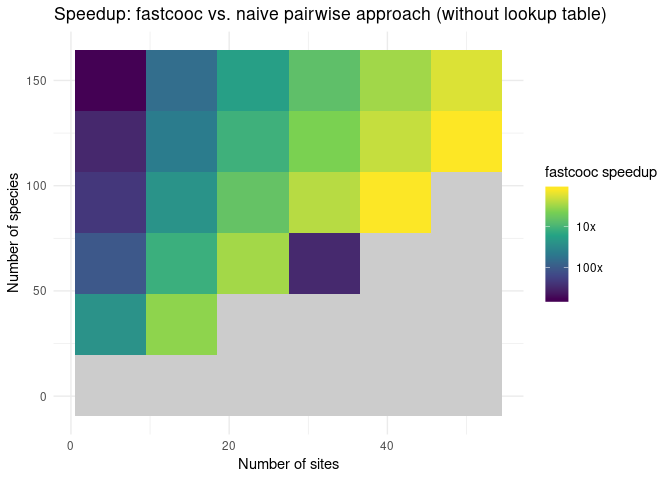 Speedup: fastcooc vs. naive pairwise approach (without lookup table)
150
100
50
0
Number of species
0
20
40
Number of sites
fastcooc speedup
10x
100x